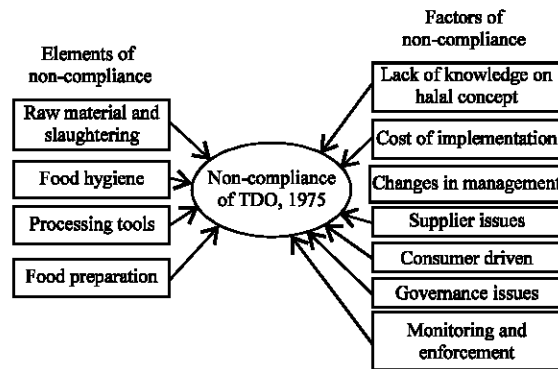 Elements of
non-compliance
Raw material and
slaughtering
Food hygiene
Processing tools
Food preparation
Non-compliance
of TDO, 1975
Factors of
non-compliance
Lack of knowledge on
halal concept
Cost of implementation
Changes in management
Supplier issues
Consumer driven
Governance issues
Monitoring and
enforcement